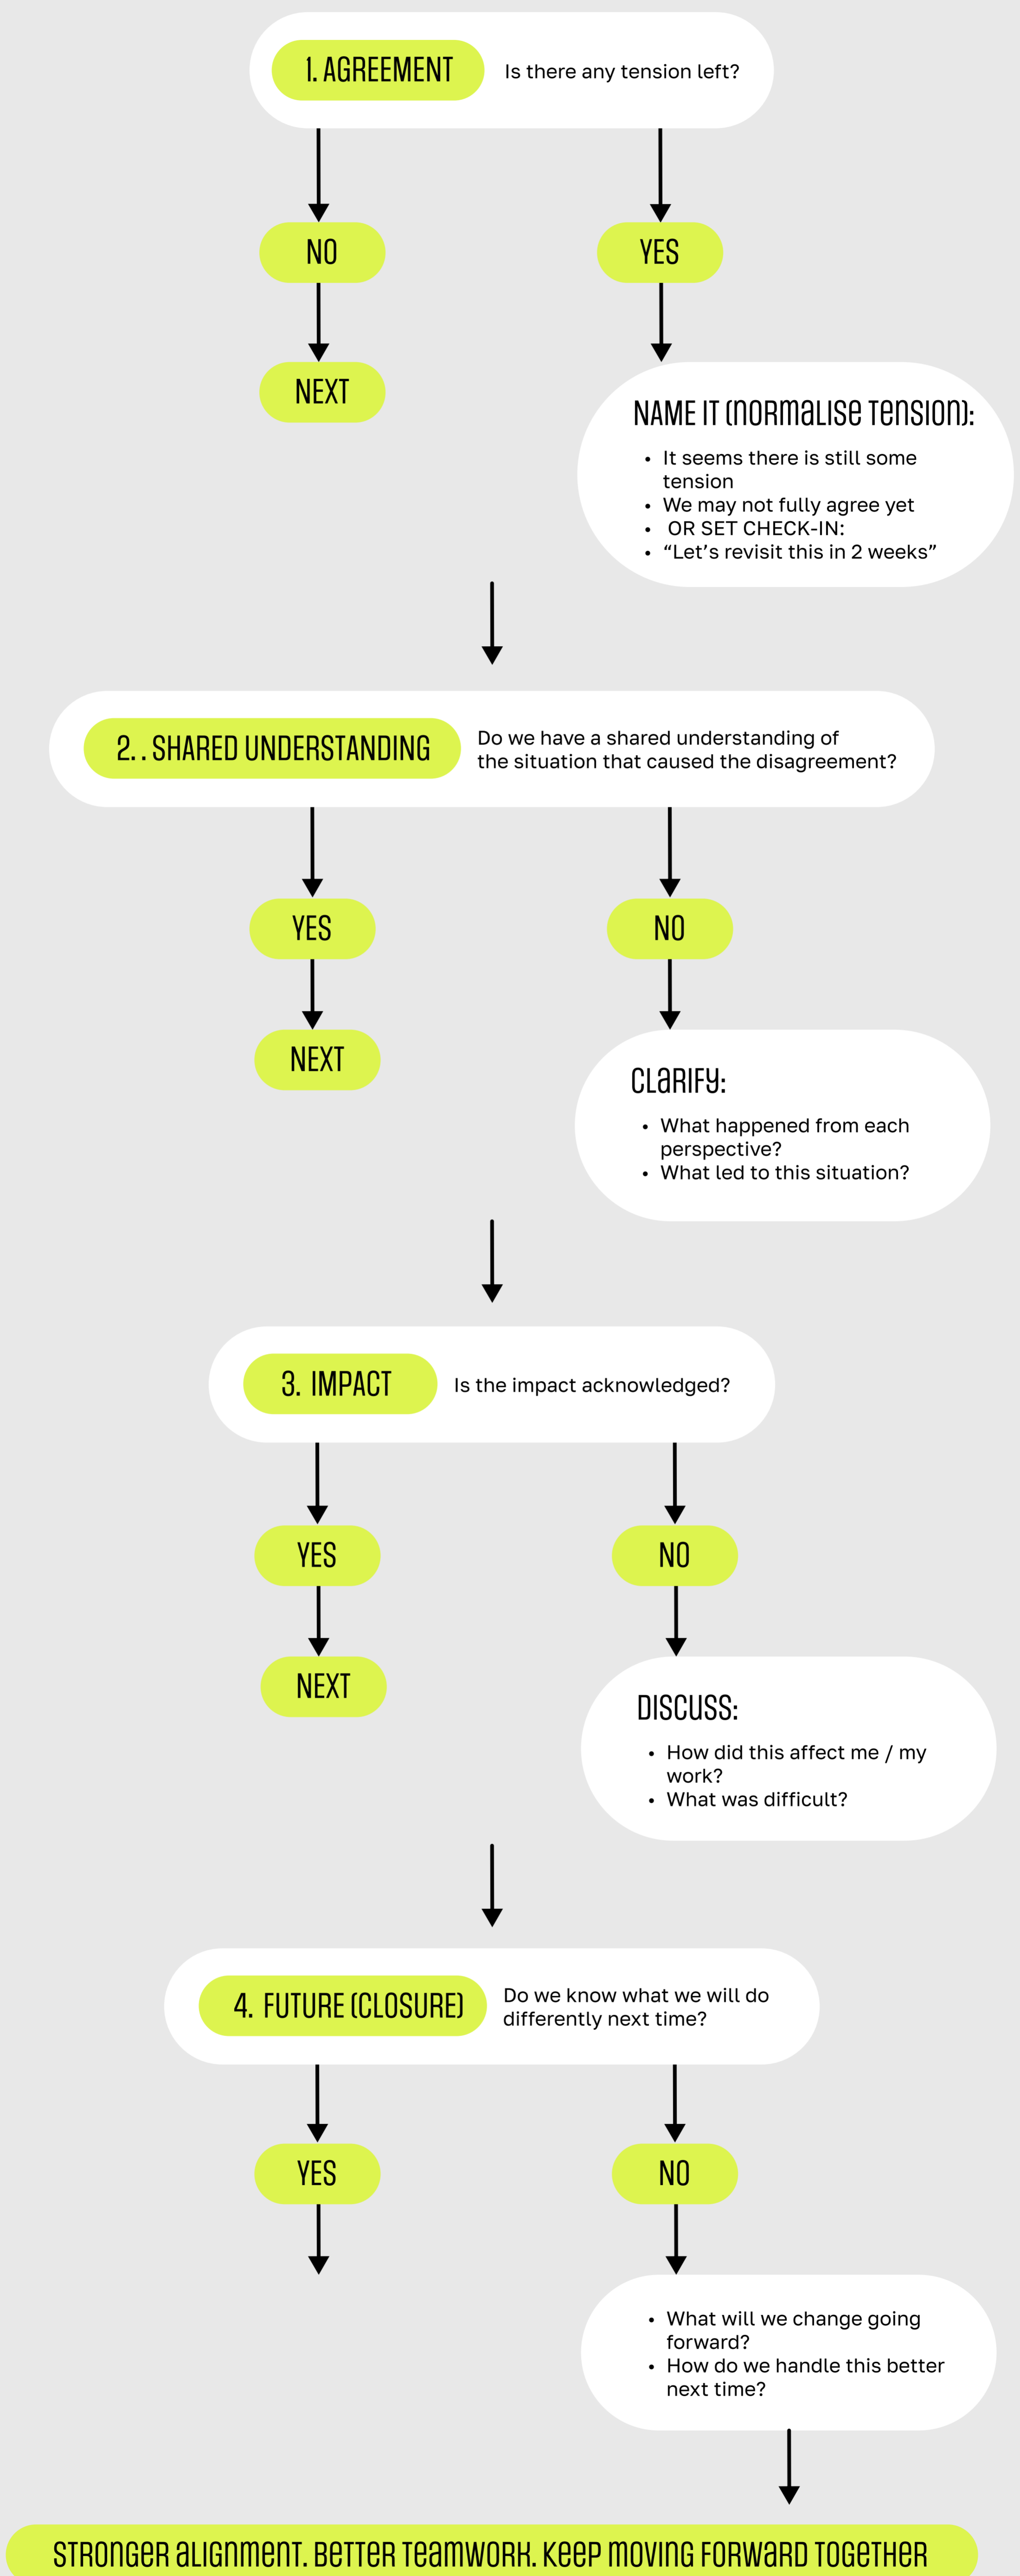 1. AGREEMENT
Is there any tension left?
NO
YES
NEXT
NAME IT (NORMALISE TENSION):
• It seems there is still some
tension
• We may not fully agree yet
• OR SET CHECK-IN:
• “Let’s revisit this in 2 weeks”
2. . SHARED UNDERSTANDING
Do we have a shared understanding of
the situation that caused the disagreement?
YES
NO
NEXT
CLARIFY:
• What happened from each
perspective?
• What led to this situation?
3. IMPACT
Is the impact acknowledged?
YES
NO
NEXT
DISCUSS:
• How did this affect me / my
work?
• What was difficult?
4. FUTURE (CLOSURE)
Do we know what we will do
differently next time?
YES
NO
• What will we change going
forward?
• How do we handle this better
next time?
STRONGER ALIGNMENT. BETTER TEAMWORK. KEEP MOVING FORWARD TOGETHER